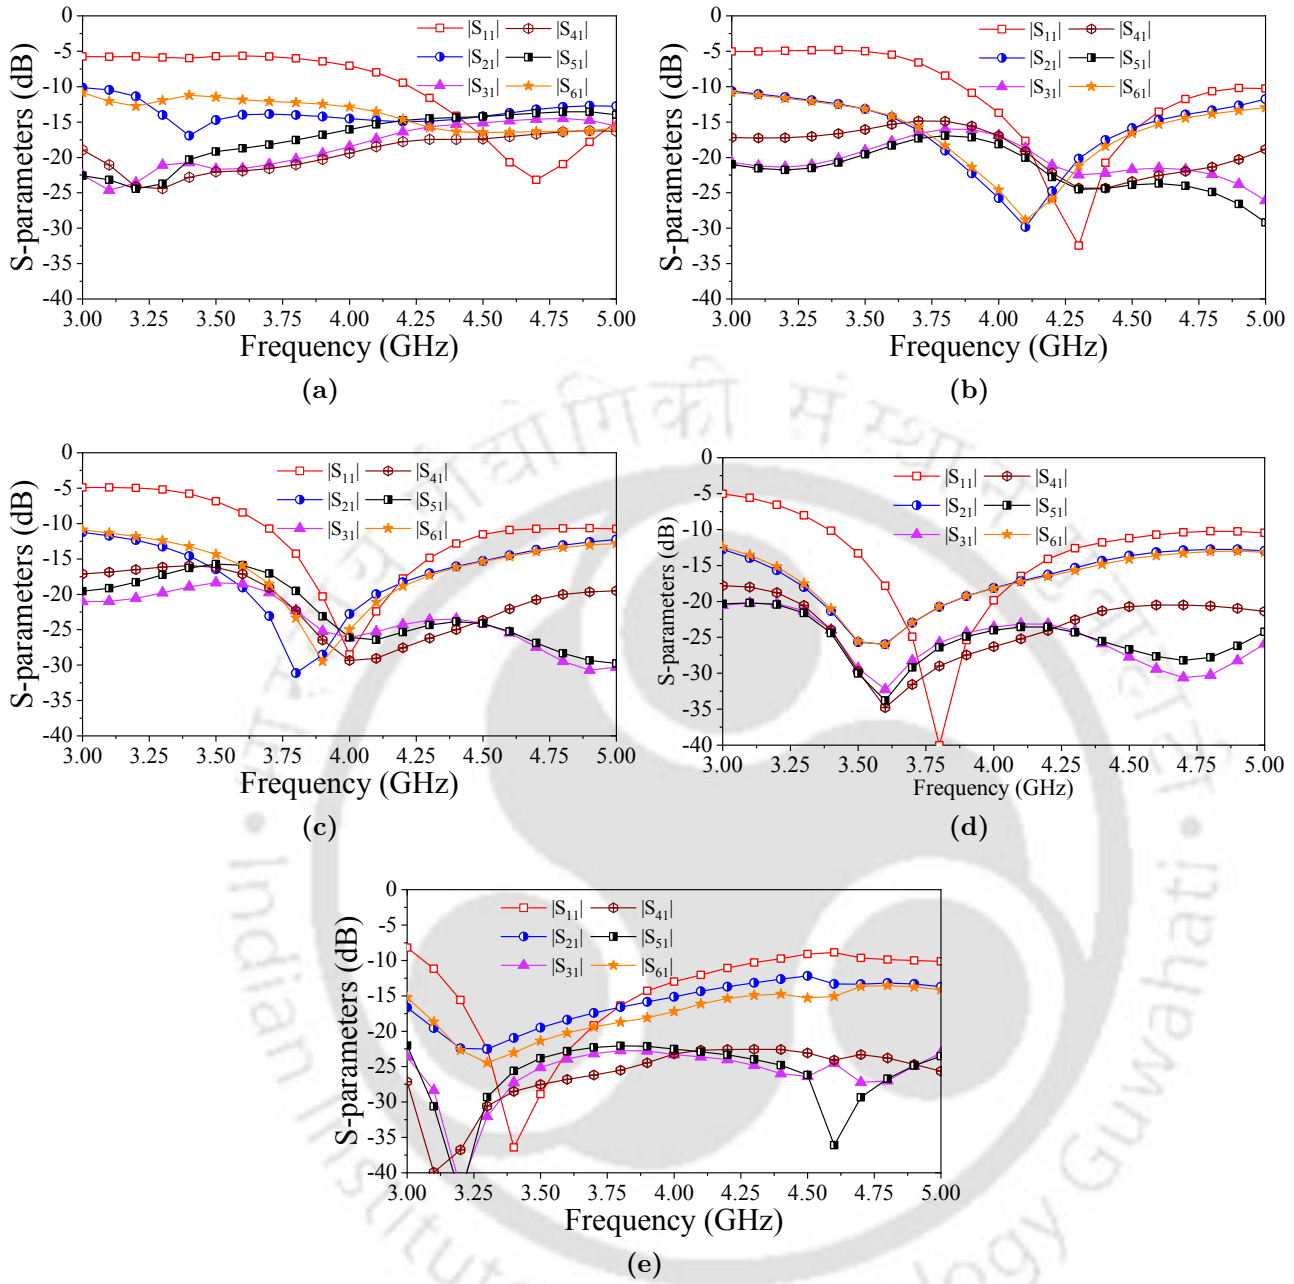 S-parameters (dB)
0
-5
-10
-15
-20
-25
-30
-35
-40
|S11|
|S21|
|S31|
|S41|
|S51|
|S61|
3.00 3.25 3.50 3.75 4.00 4.25 4.50 4.75 5.00
Frequency (GHz)
(a)
S-parameters (dB)
0
-5
-10
-15
-20
-25
-30
-35
-40
|S11|
|S21|
|S31|
|S41|
|S51|
|S61|
3.00 3.25 3.50 3.75 4.00 4.25 4.50 4.75 5.00
Frequency (GHz)
(b)
S-parameters (dB)
0
-5
-10
-15
-20
-25
-30
-35
-40
|S11|
|S21|
|S31|
|S41|
|S51|
|S61|
3.00 3.25 3.50 3.75 4.00 4.25 4.50 4.75 5.00
Frequency (GHz)
(c)
S-parameters (dB)
0
-5
-10
-15
-20
-25
-30
-35
-40
|S11|
|S21|
|S31|
|S41|
|S51|
|S61|
3.00 3.25 3.50 3.75 4.00 4.25 4.50 4.75 5.00
Frequency (GHz)
(d)
S-parameters (dB)
0
-5
-10
-15
-20
-25
-30
-35
-40
|S11|
|S21|
|S31|
|S41|
|S51|
|S61|
3.00 3.25 3.50 3.75 4.00 4.25 4.50 4.75 5.00
Frequency (GHz)
(e)
Indian Guwahati